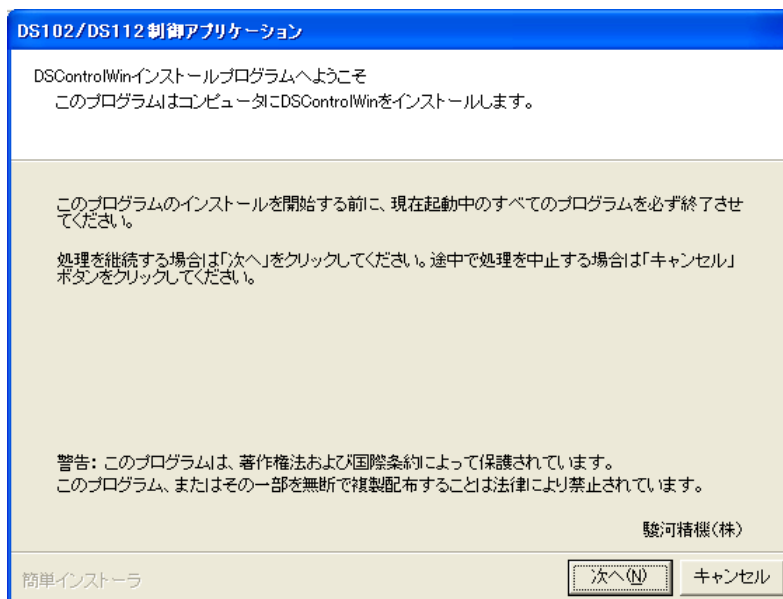 DS102/DS112制御アプリケーション
DSControlWinインストールプログラムへようこそ
このプログラムはコンピュータにDSControlWinをインストールします。
このプログラムのインストールを開始する前に、現在起動中のすべてのプログラムを必ず終了させ
てください。
処理を継続する場合は「次へ」をクリックしてください。途中で処理を中止する場合は「キャンセル」
ボタンをクリックしてください。
警告: このプログラムは、著作権法および国際条約によって保護されています。
このプログラム、またはその一部を無断で複製配布することは法律により禁止されています。
駿河精機(株)
簡単インストーラ
次へ(N)
キャンセル